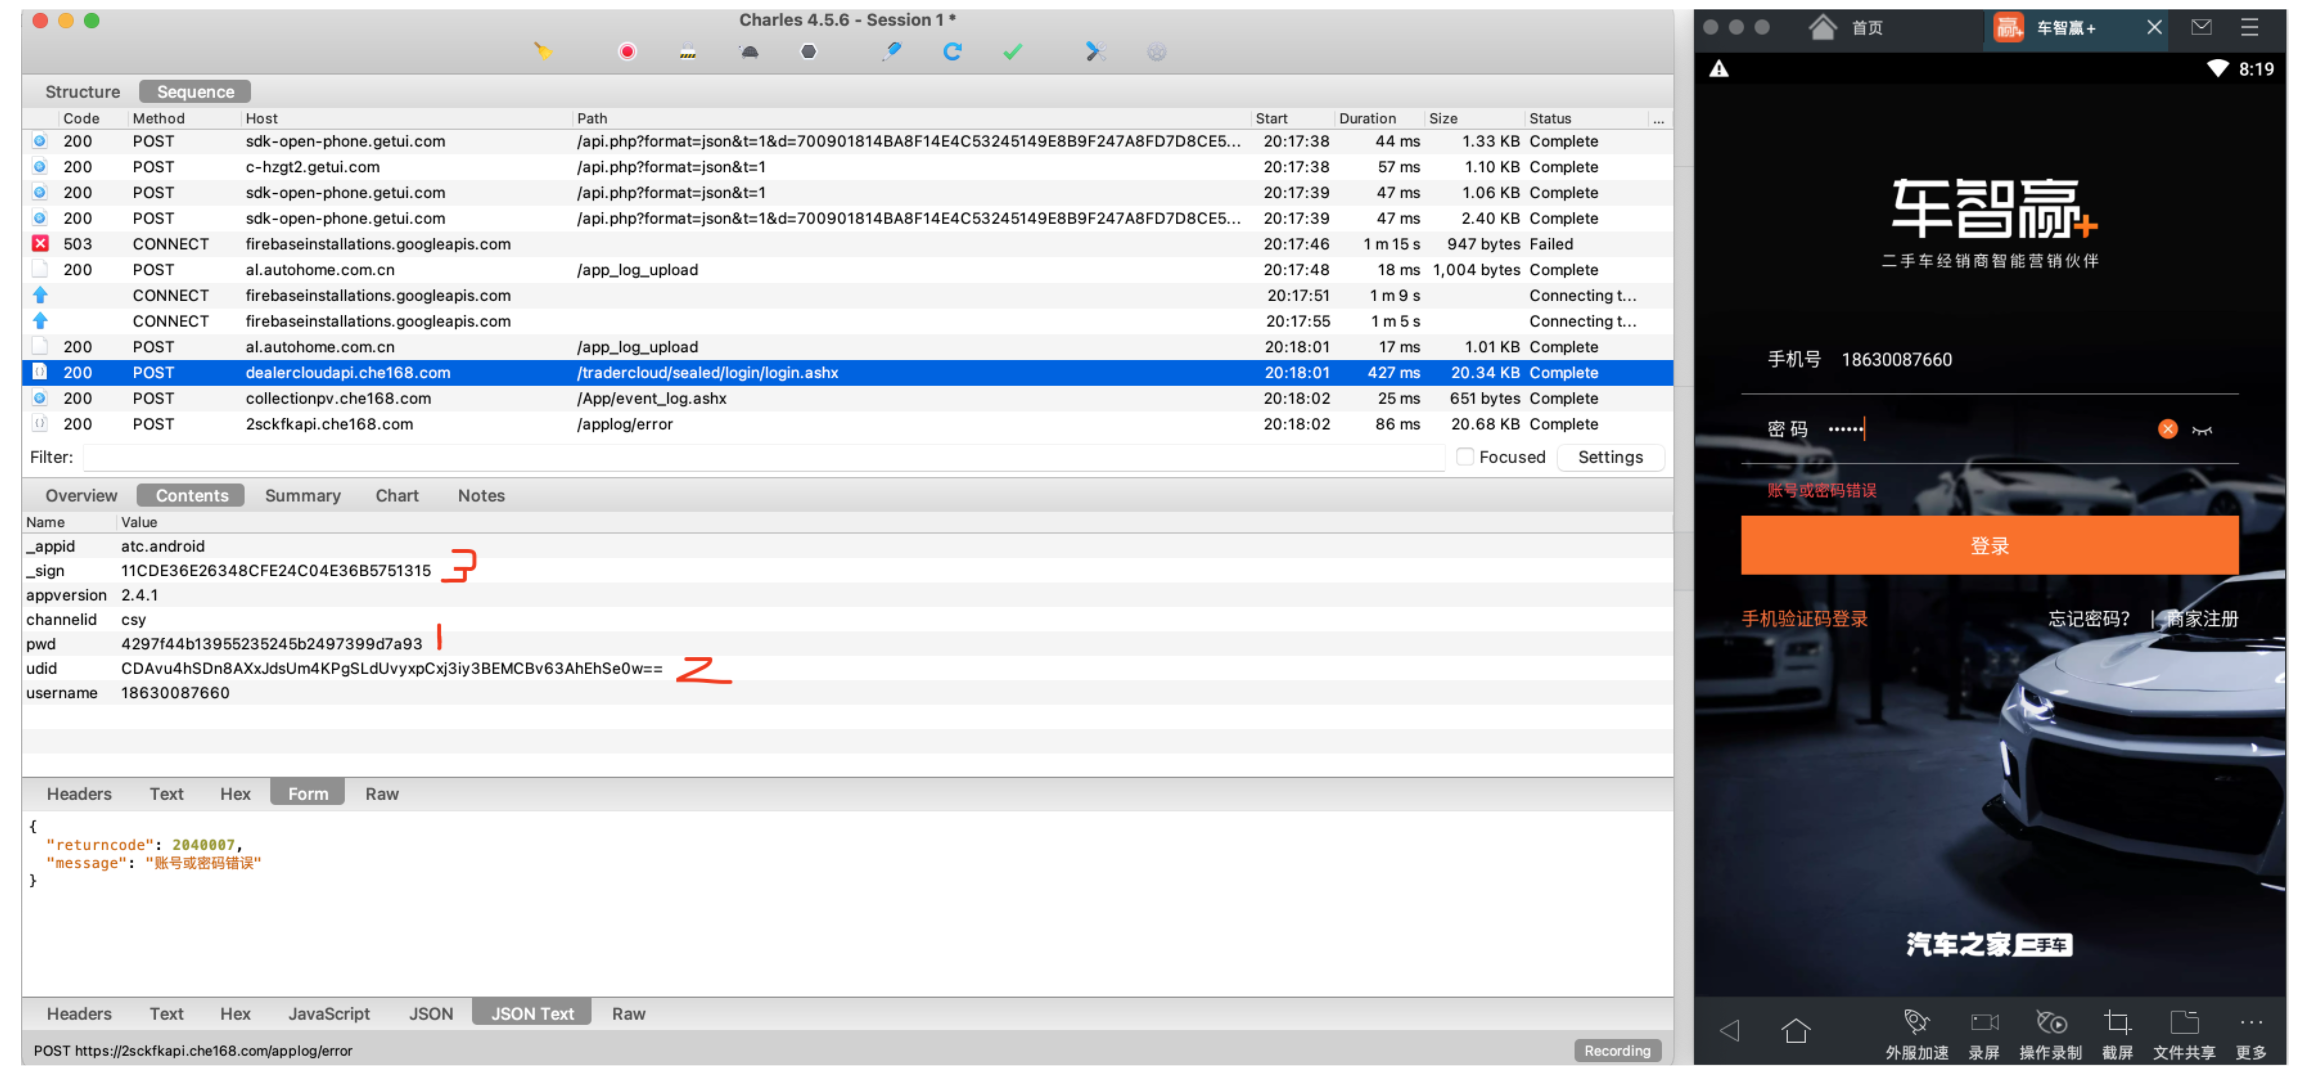 Charles 4.5.6 - Session 1 *
Structure Sequence
Code Method Host Path Start Duration Size Status ...
200 POST sdk-open-phone.getui.com /api.php?format=json&t=1&d=700901814BA8F14E4C53245149E8B9F247A8FD7D8CE5... 20:17:38 44 ms 1.33 KB Complete
200 POST c-hzgt2.getui.com /api.php?format=json&t=1 20:17:38 57 ms 1.10 KB Complete
200 POST sdk-open-phone.getui.com /api.php?format=json&t=1 20:17:39 47 ms 1.06 KB Complete
200 POST sdk-open-phone.getui.com /api.php?format=json&t=1&d=700901814BA8F14E4C53245149E8B9F247A8FD7D8CE5... 20:17:39 47 ms 2.40 KB Complete
503 CONNECT firebaseinstallations.googleapis.com 20:17:46 1 m 15 s 947 bytes Failed
200 POST al.autohome.com.cn /app_log_upload 20:17:48 18 ms 1,004 bytes Complete
CONNECT firebaseinstallations.googleapis.com 20:17:51 1 m 9 s Connecting t...
CONNECT firebaseinstallations.googleapis.com 20:17:55 1 m 5 s Connecting t...
200 POST al.autohome.com.cn /app_log_upload 20:18:01 17 ms 1.01 KB Complete
200 POST dealercloudapi.che168.com /tradercloud/sealed/login/login.ashx 20:18:01 427 ms 20.34 KB Complete
200 POST collectionpv.che168.com /App/event_log.ashx 20:18:02 25 ms 651 bytes Complete
200 POST 2sckfkapi.che168.com /applog/error 20:18:02 86 ms 20.68 KB Complete
Filter: Focused Settings
Overview Contents Summary Chart Notes
Name Value
_appid atc.android
_sign 11CDE36E26348CFE24C04E36B5751315 3
appversion 2.4.1
channelid csy
pwd 4297f44b13955235245b2497399d7a93 1
udid CDAvu4hSDn8AXxJdsUm4KPgSLdUvyxpCxj3iy3BEMCBv63AhEhSe0w== 2
username 18630087660
Headers Text Hex Form Raw
{
"returncode": 2040007,
"message": "账号或密码错误"
}
Headers Text Hex JavaScript JSON JSON Text Raw
POST https://2sckfkapi.che168.com/applog/error Recording
首页 赢+ 车智赢+
8:19
车智赢+
二手车经销商智能营销伙伴
手机号 18630087660
密码 ••••••
账号或密码错误
登录
手机验证码登录 忘记密码? | 商家注册
汽车之家二手车
外服加速 录屏 操作录制 截屏 文件共享 更多